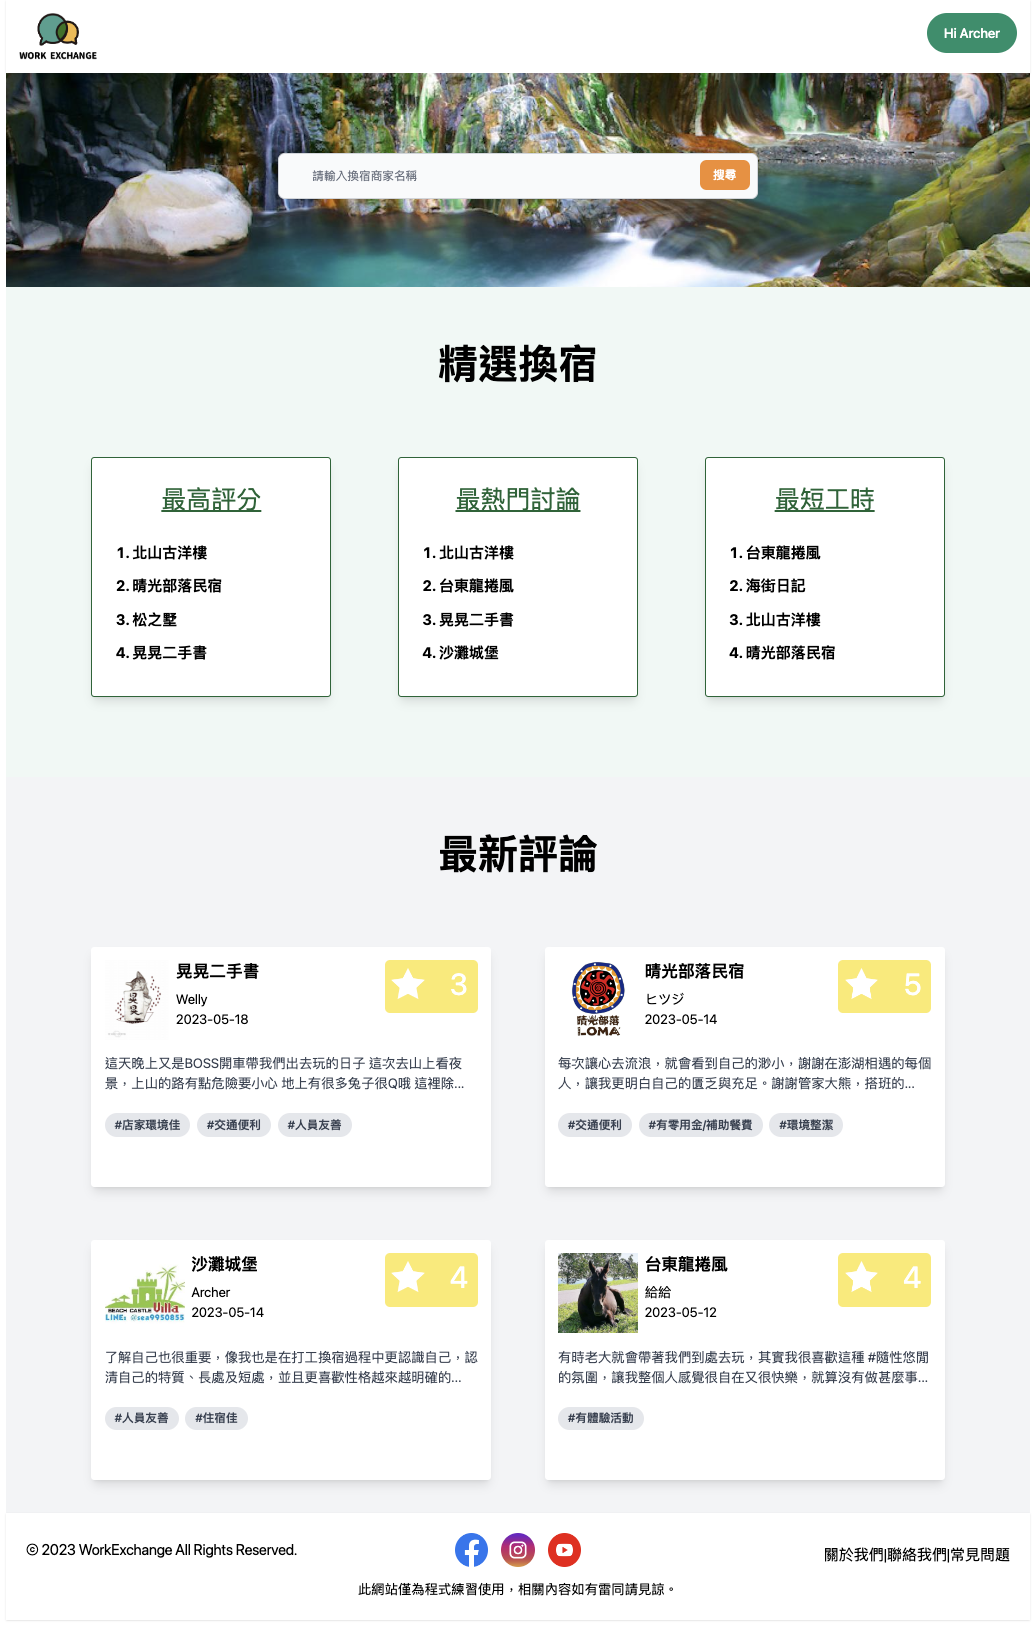 WORK EXCHANGE
Hi Archer
請輸入換宿商家名稱
搜尋
精選換宿
最高評分
1. 北山古洋樓
2. 晴光部落民宿
3. 松之墅
4. 晃晃二手書
最熱門討論
1. 北山古洋樓
2. 台東龍捲風
3. 晃晃二手書
4. 沙灘城堡
最短工時
1. 台東龍捲風
2. 海街日記
3. 北山古洋樓
4. 晴光部落民宿
最新評論
晃晃二手書
Welly
2023-05-18
3
這天晚上又是BOSS開車帶我們出去玩的日子 這次去山上看夜
景，上山的路有點危險要小心 地上有很多兔子很Q哦 這裡除...
#店家環境佳 #交通便利 #人員友善
晴光部落
LOMA
晴光部落民宿
ヒツジ
2023-05-14
5
每次讓心去流浪，就會看到自己的渺小，謝謝在澎湖相遇的每個
人，讓我更明白自己的匱乏與充足。謝謝管家大熊，搭班的...
#交通便利 #有零用金/補助餐費 #環境整潔
BEACH CASTLE Villa
LINE: @sea9950855
沙灘城堡
Archer
2023-05-14
4
了解自己也很重要，像我也是在打工換宿過程中更認識自己，認
清自己的特質、長處及短處，並且更喜歡性格越來越明確的...
#人員友善 #住宿佳
台東龍捲風
給給
2023-05-12
4
有時老大就會帶著我們到處去玩，其實我很喜歡這種 #隨性悠閒
的氛圍，讓我整個人感覺很自在又很快樂，就算沒有做甚麼事...
#有體驗活動
© 2023 WorkExchange All Rights Reserved.
關於我們|聯絡我們|常見問題
此網站僅為程式練習使用，相關內容如有雷同請見諒。